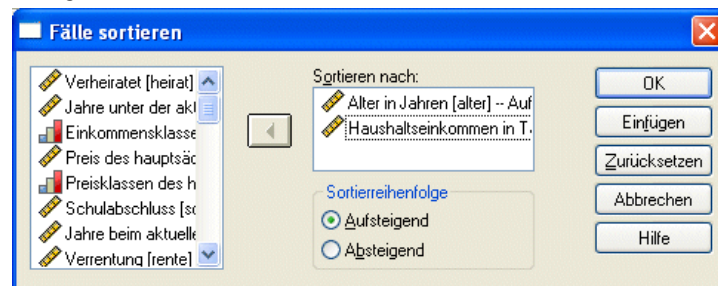 Fälle sortieren
Verheiratet [heirat]
Jahre unter der ak
Einkommensklasse
Preis des hauptsäc
Preisklassen des h
Schulabschluss [sc
Jahre beim aktuelle
Verrentung [rente]
Sortieren nach:
Alter in Jahren [alter] -- Auf
Haushaltseinkommen in T
Sortierreihenfolge
Aufsteigend
Absteigend
OK
Einfügen
Zurücksetzen
Abbrechen
Hilfe